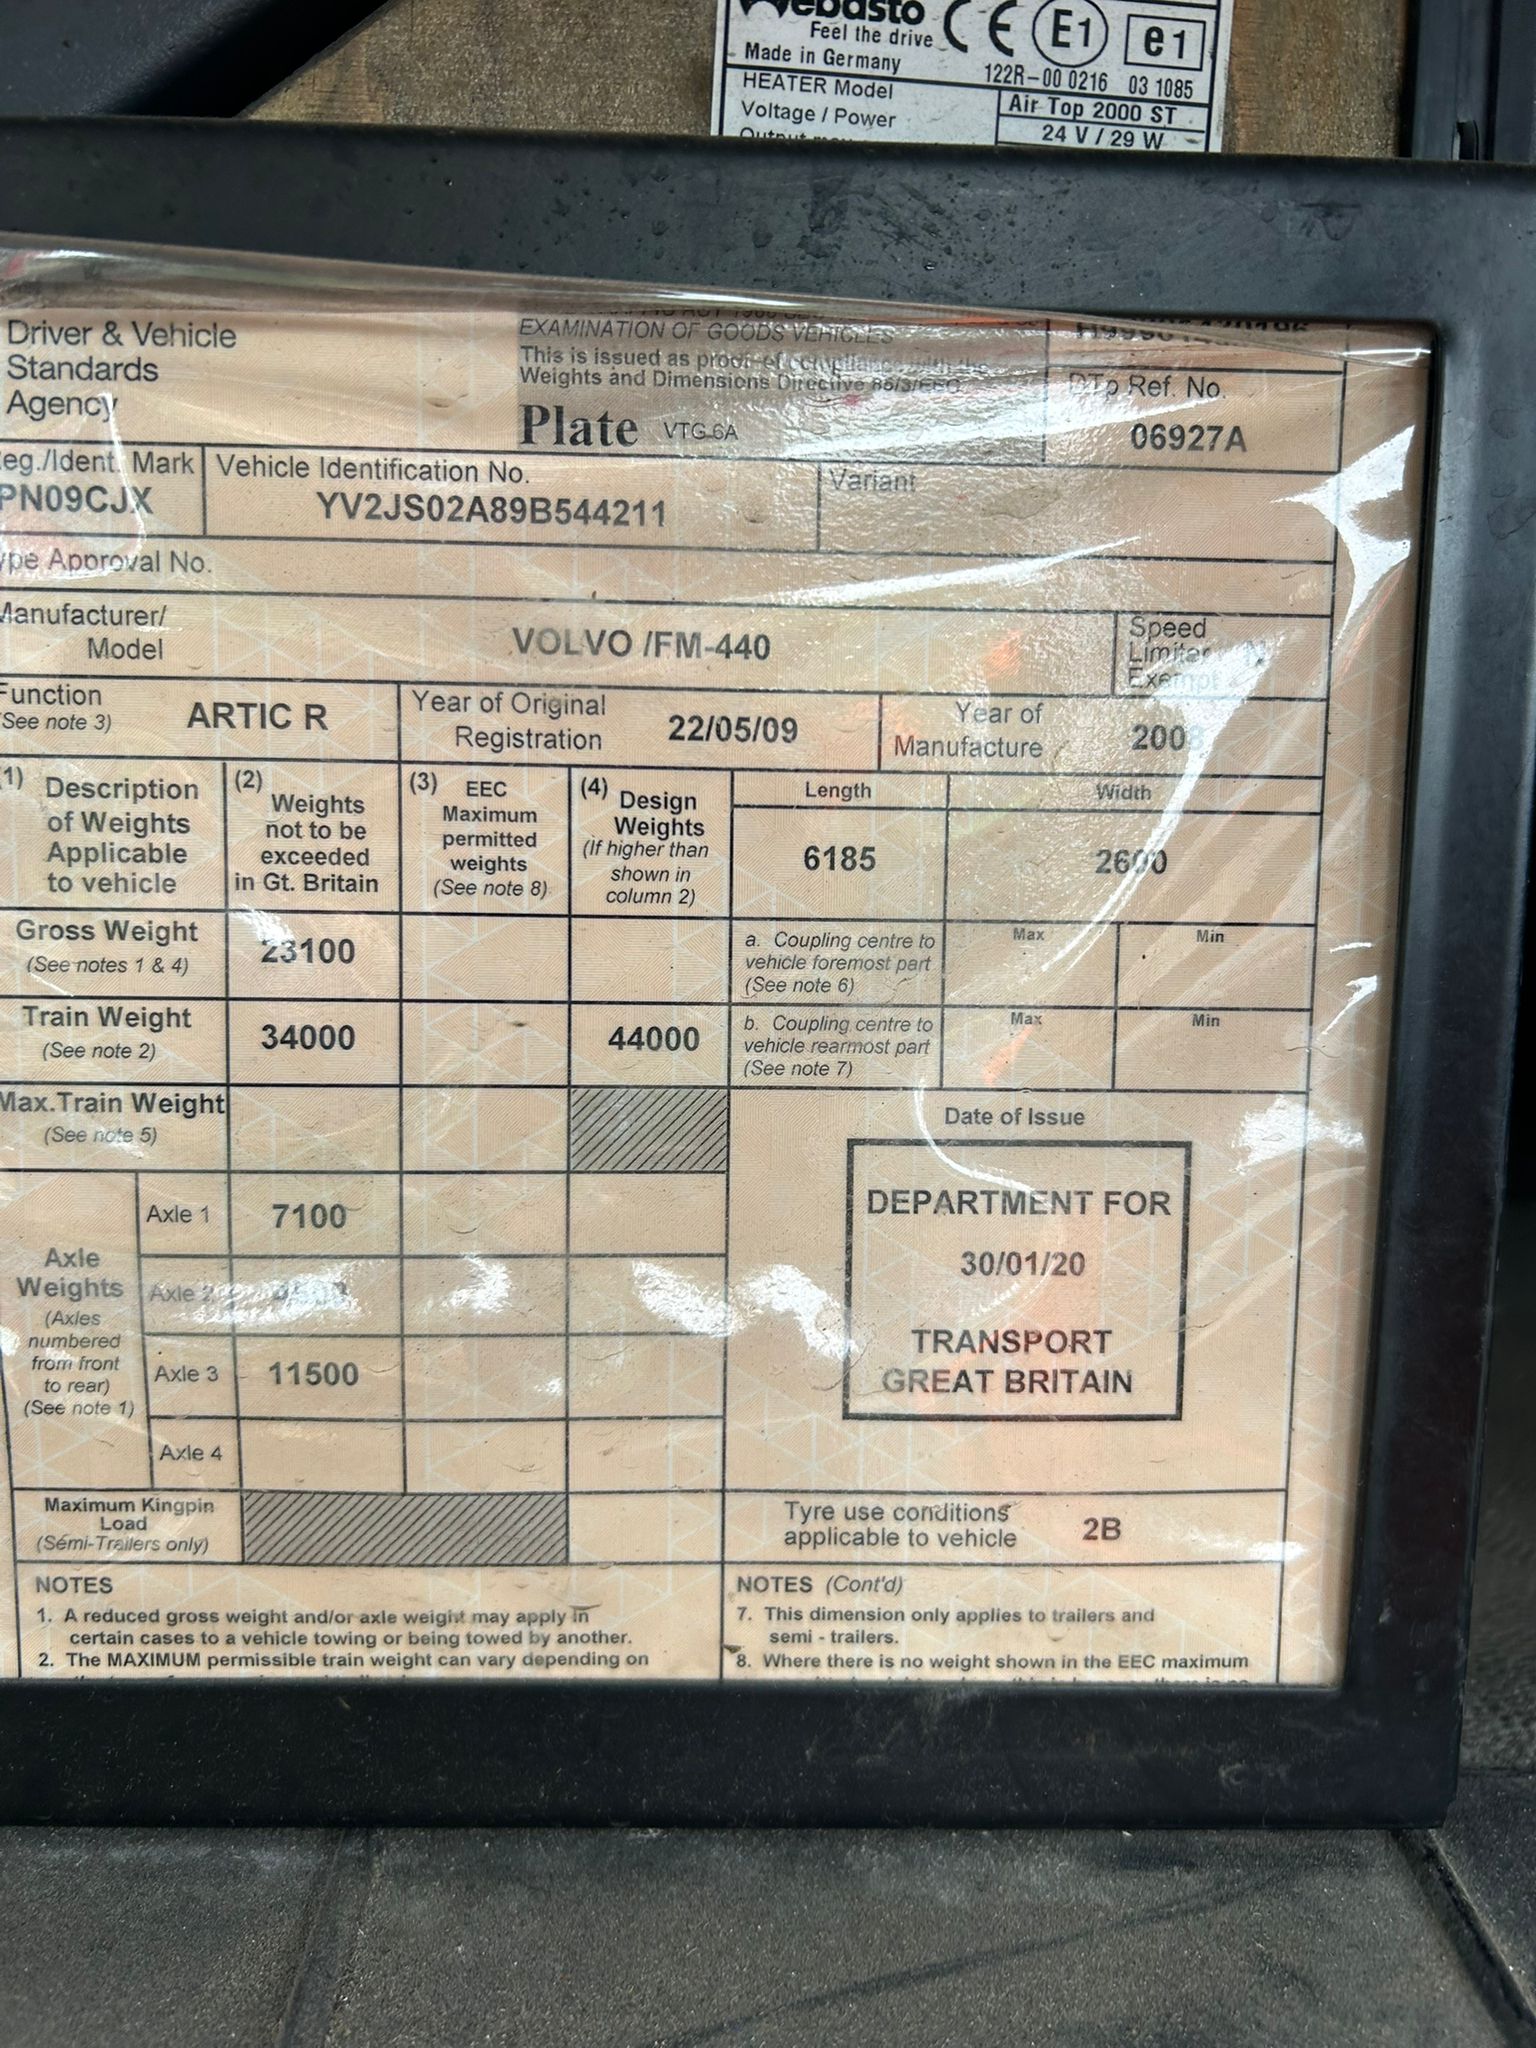 ebasto
Feel the drive
Made in Germany
CE E1 e1
122R-00 0216 03 1085
HEATER Model
Air Top 2000 ST
Voltage / Power
24 V / 29 W
Driver & Vehicle
Standards
Agency
EXAMINATION OF GOODS VEHICLES
This is issued as proof of compliance with the
Weights and Dimensions Directive 85/3/EEC
Plate VTG 6A
DTp Ref. No.
06927A
eg./Ident. Mark
PN09CJX
Vehicle Identification No.
YV2JS02A89B544211
Variant
ype Approval No.
Manufacturer/
Model
VOLVO /FM-440
Speed
Limiter
Exempt
Function
(See note 3)
ARTIC R
Year of Original
Registration
22/05/09
Year of
Manufacture
2008
(1) Description
of Weights
Applicable
to vehicle
(2) Weights
not to be
exceeded
in Gt. Britain
(3) EEC
Maximum
permitted
weights
(See note 8)
(4) Design
Weights
(If higher than
shown in
column 2)
Length
6185
Width
2600
Gross Weight
(See notes 1 & 4)
23100
a. Coupling centre to
vehicle foremost part
(See note 6)
Max
Min
Train Weight
(See note 2)
34000
44000
b. Coupling centre to
vehicle rearmost part
(See note 7)
Max
Min
Max.Train Weight
(See note 5)
Date of Issue
DEPARTMENT FOR
30/01/20
TRANSPORT
GREAT BRITAIN
Axle
Weights
(Axles
numbered
from front
to rear)
(See note 1)
Axle 1
7100
Axle 2
Axle 3
11500
Axle 4
Maximum Kingpin
Load
(Semi-Trailers only)
Tyre use conditions
applicable to vehicle
2B
NOTES
1. A reduced gross weight and/or axle weight may apply in
certain cases to a vehicle towing or being towed by another.
2. The MAXIMUM permissible train weight can vary depending on
NOTES (Cont'd)
7. This dimension only applies to trailers and
semi - trailers.
8. Where there is no weight shown in the EEC maximum